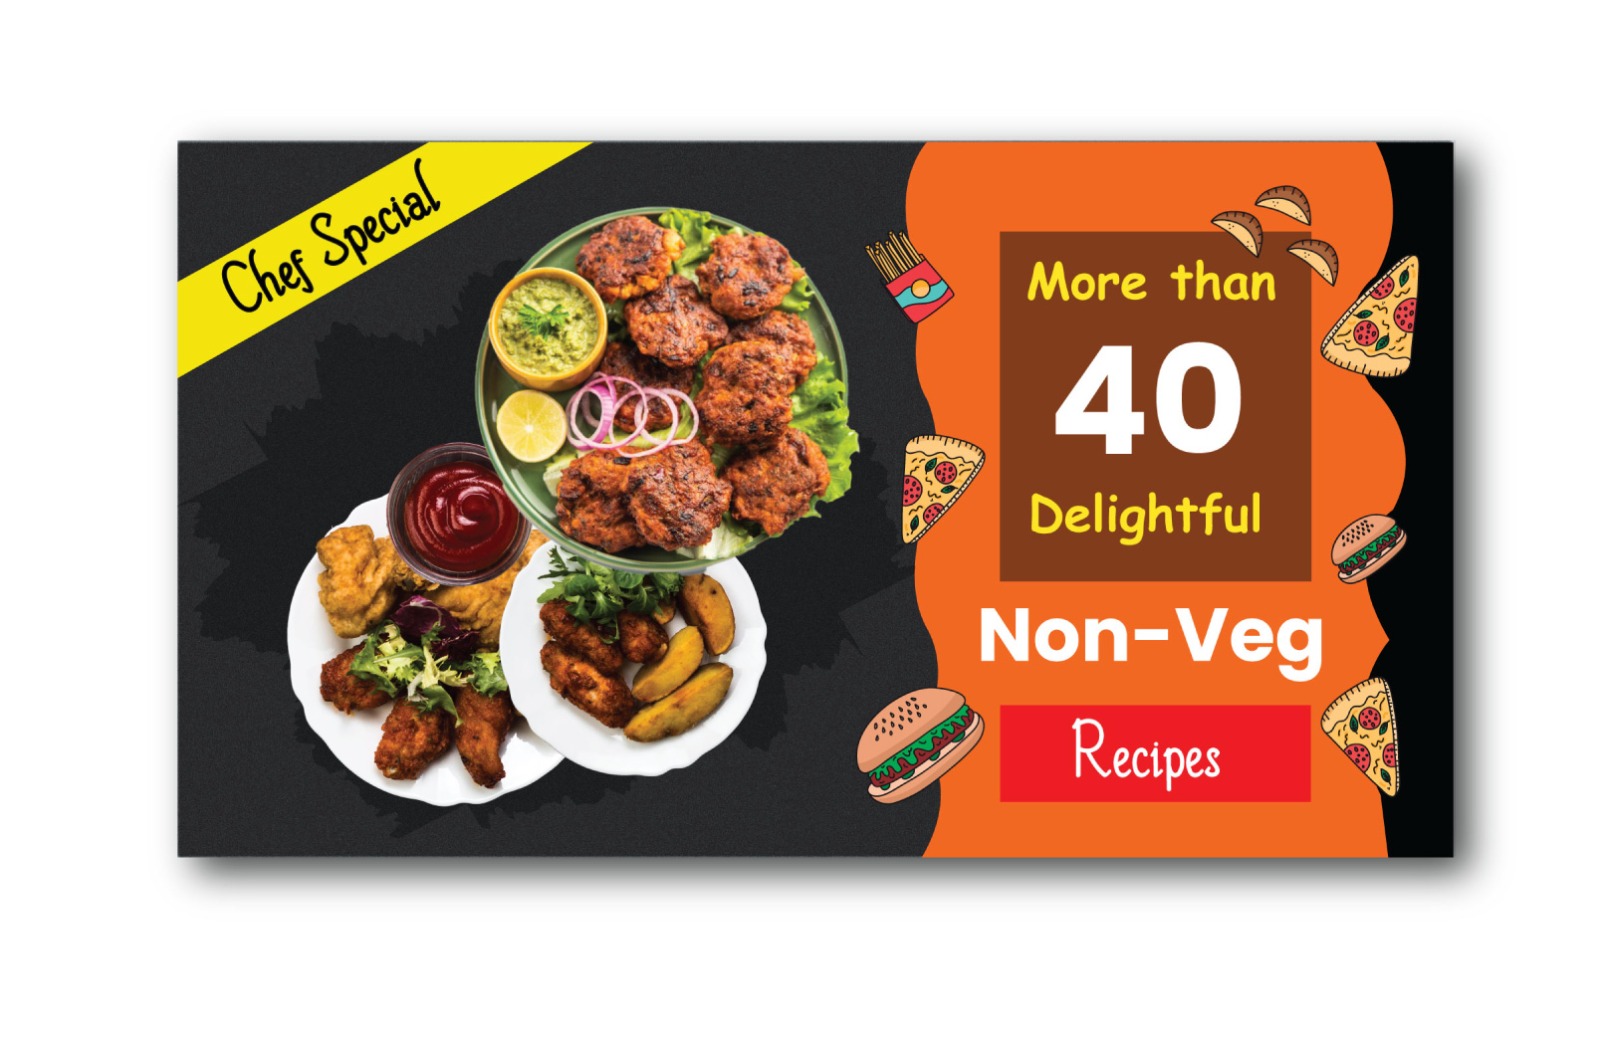 Chef Special
More than
40
Delightful
Non-Veg
Recipes